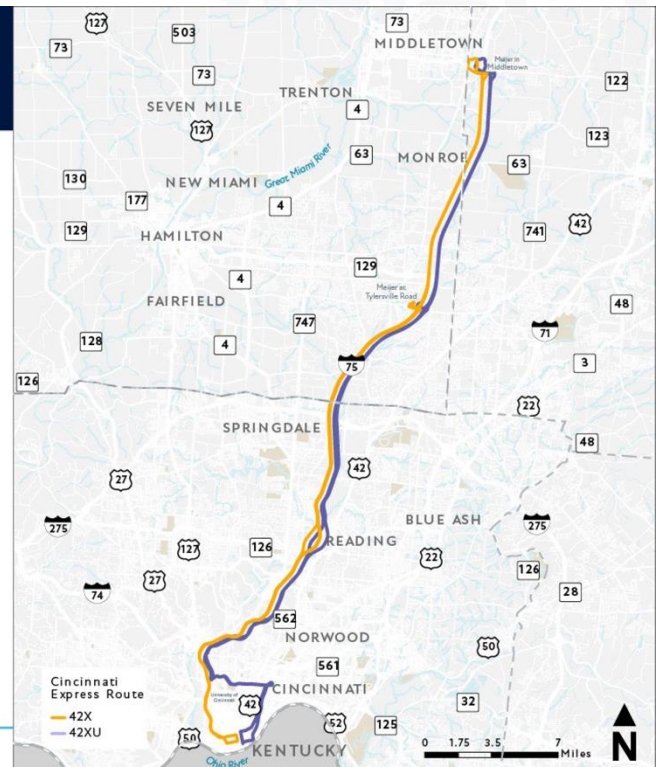 127
503
73
73
MIDDLETOWN
Meijer in
Middletown
73
122
TRENTON
SEVEN MILE
4
127
123
63
MONROE
63
Great Miami River
130
NEW MIAMI
177
4
42
129
741
HAMILTON
129
4
Meijer as
Tylersville Road
FAIRFIELD
48
747
71
128
4
75
3
126
22
SPRINGDALE
48
42
27
275
BLUE ASH
275
READING
127
126
22
27
126
74
28
562
NORWOOD
50
561
Cincinnati
Express Route
42X
42XU
University of
Cincinnati
42
CINCINNATI
32
52
125
50
KENTUCKY
Ohio River
0 1.75 3.5 7
Miles
N